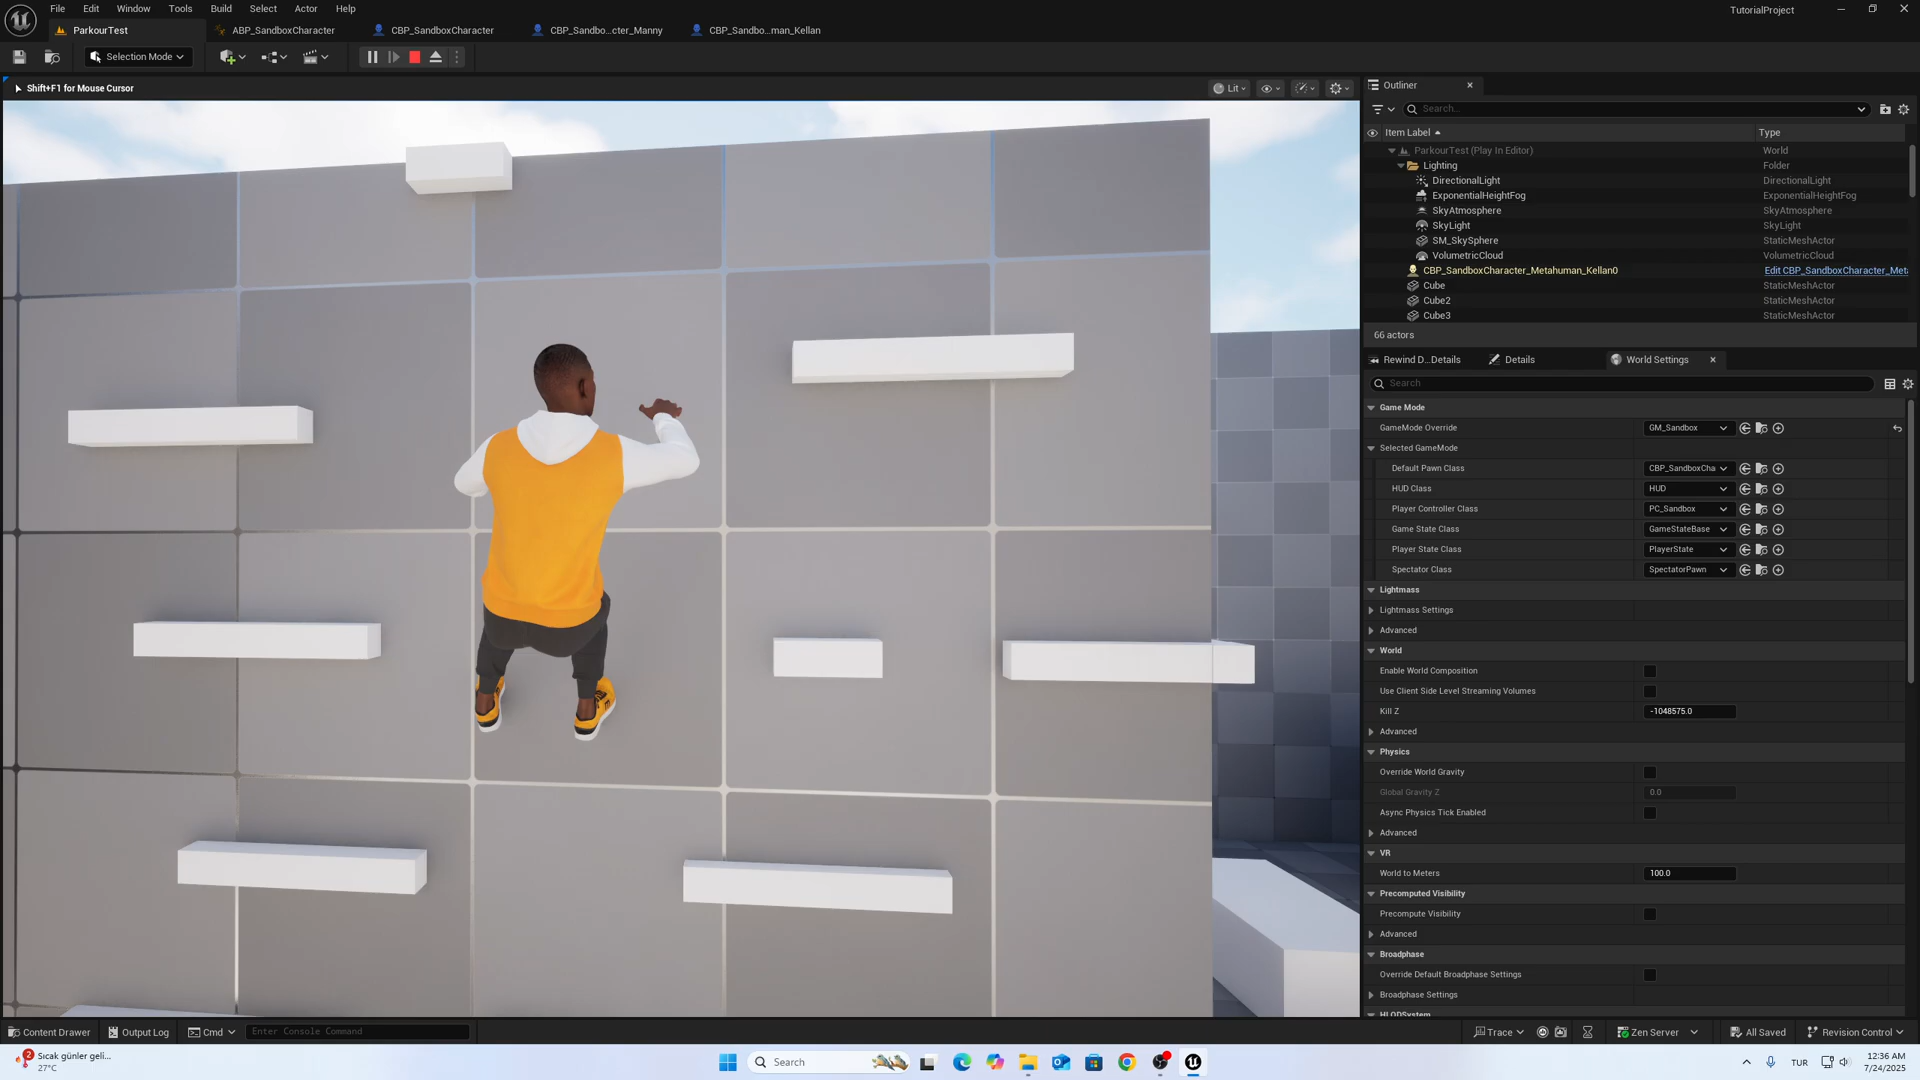 File Edit Window Tools Build Select Actor Help
TutorialProject
ParkourTest ABP_SandboxCharacter CBP_SandboxCharacter CBP_Sandbo...cter_Manny CBP_Sandbo...man_Kellan
Selection Mode
Shift+F1 for Mouse Cursor
Lit
Outliner
Search...
Item Label Type
ParkourTest (Play In Editor) World
Lighting Folder
DirectionalLight DirectionalLight
ExponentialHeightFog ExponentialHeightFog
SkyAtmosphere SkyAtmosphere
SkyLight SkyLight
SM_SkySphere StaticMeshActor
VolumetricCloud VolumetricCloud
CBP_SandboxCharacter_Metahuman_Kellan0 Edit CBP_SandboxCharacter_Met
Cube StaticMeshActor
Cube2 StaticMeshActor
Cube3 StaticMeshActor
66 actors
Rewind D...Details Details World Settings
Search
Game Mode
GameMode Override GM_Sandbox
Selected GameMode
Default Pawn Class CBP_SandboxCha
HUD Class HUD
Player Controller Class PC_Sandbox
Game State Class GameStateBase
Player State Class PlayerState
Spectator Class SpectatorPawn
Lightmass
Lightmass Settings
Advanced
World
Enable World Composition
Use Client Side Level Streaming Volumes
Kill Z -1048575.0
Advanced
Physics
Override World Gravity
Global Gravity Z 0.0
Async Physics Tick Enabled
Advanced
VR
World to Meters 100.0
Precomputed Visibility
Precompute Visibility
Advanced
Broadphase
Override Default Broadphase Settings
Broadphase Settings
HLODSystem
Content Drawer Output Log Cmd Enter Console Command
Trace Zen Server All Saved Revision Control
2 Sıcak günler geli...
27°C
Search
TUR
12:36 AM
7/24/2025